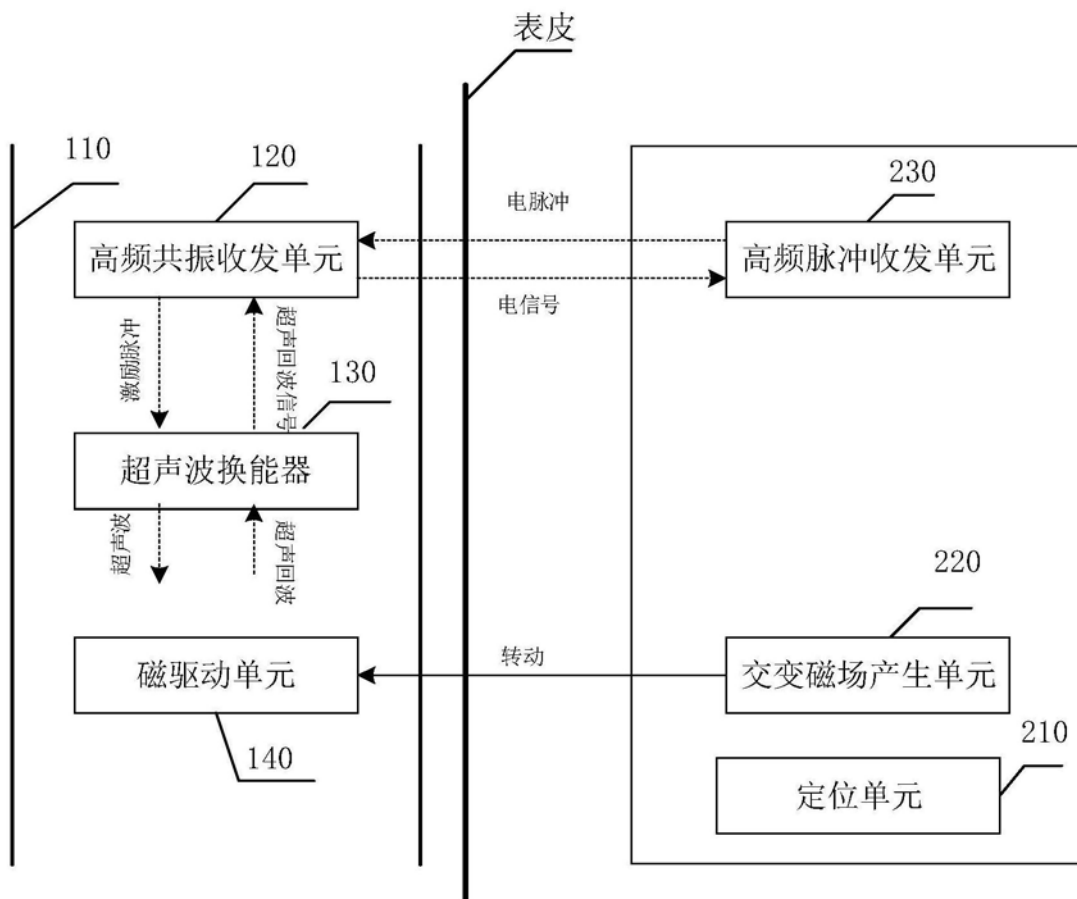 表皮
110
120
230
电脉冲
高频共振收发单元
高频脉冲收发单元
电信号
激励脉冲
超声回波信号
130
超声波换能器
超声波
超声回波
220
磁驱动单元
转动
交变磁场产生单元
140
210
定位单元